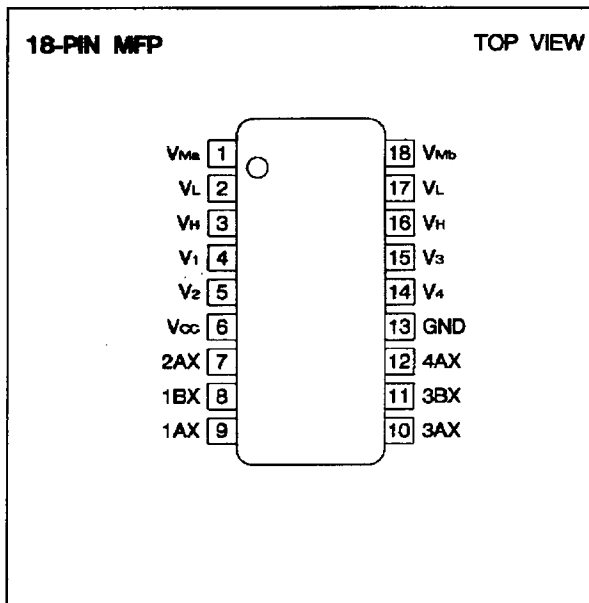 18-PIN MFP TOP VIEW
VMa 1 18 VMb
VL 2 17 VL
VH 3 16 VH
V1 4 15 V3
V2 5 14 V4
Vcc 6 13 GND
2AX 7 12 4AX
1BX 8 11 3BX
1AX 9 10 3AX